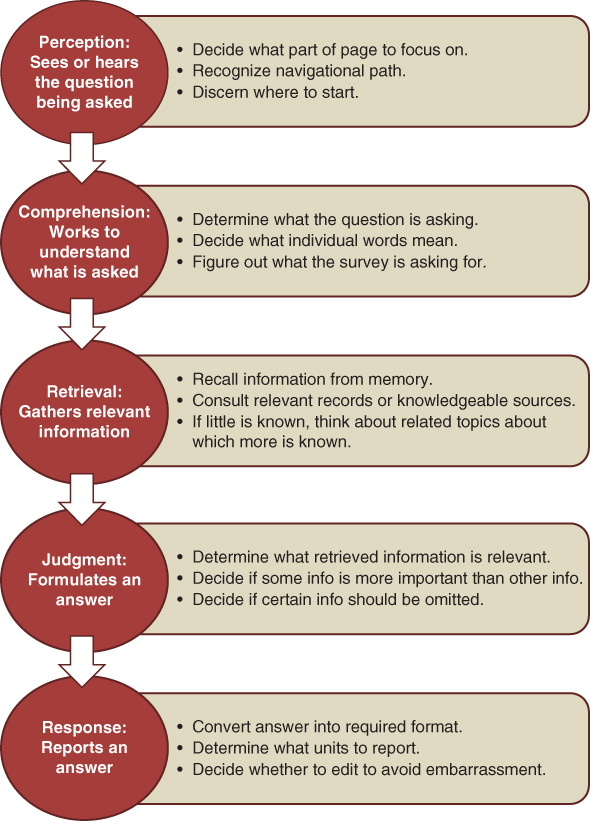 Perception:
Sees or hears
the question
being asked
• Decide what part of page to focus on.
• Recognize navigational path.
• Discern where to start.
Comprehension:
Works to
understand
what is asked
• Determine what the question is asking.
• Decide what individual words mean.
• Figure out what the survey is asking for.
Retrieval:
Gathers relevant
information
• Recall information from memory.
• Consult relevant records or knowledgeable sources.
• If little is known, think about related topics about
which more is known.
Judgment:
Formulates an
answer
• Determine what retrieved information is relevant.
• Decide if some info is more important than other info.
• Decide if certain info should be omitted.
Response:
Reports an
answer
• Convert answer into required format.
• Determine what units to report.
• Decide whether to edit to avoid embarrassment.